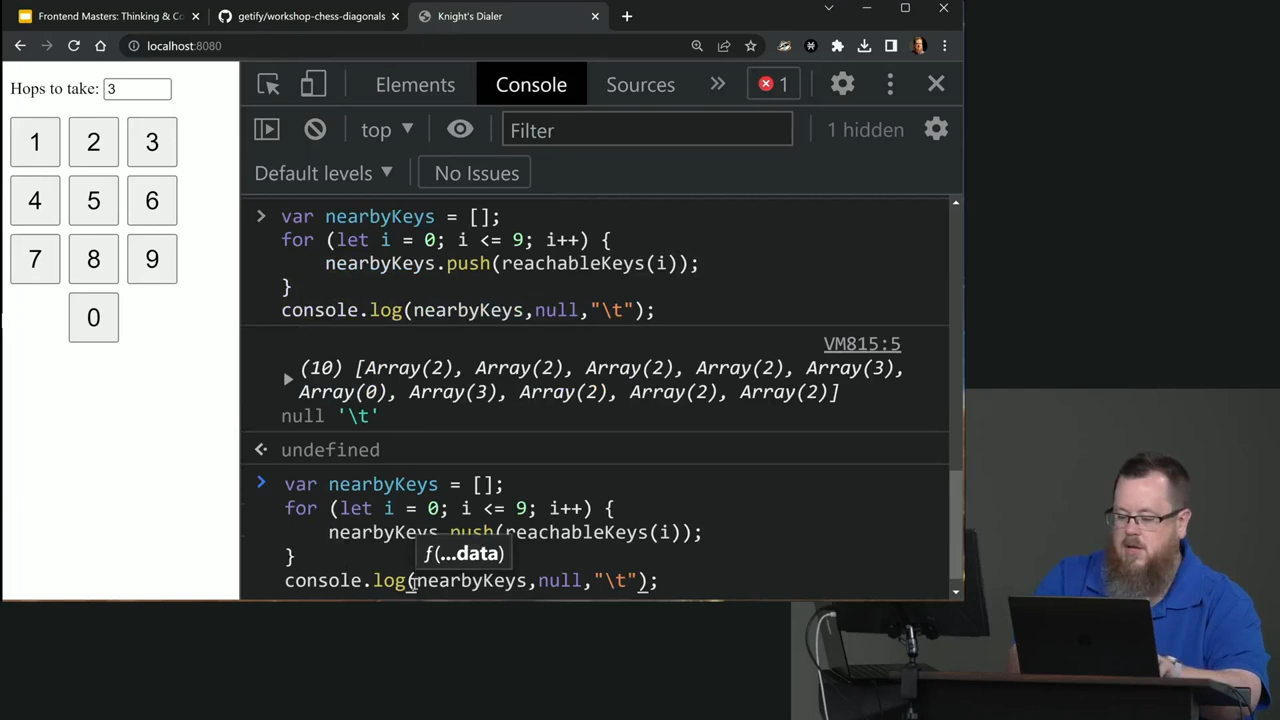 Frontend Masters: Thinking & Co
getify/workshop-chess-diagonals
Knight's Dialer
localhost:8080
Hops to take: 3
1 2 3
4 5 6
7 8 9
0
Elements Console Sources 1
top Filter 1 hidden
Default levels No Issues
var nearbyKeys = [];
for (let i = 0; i <= 9; i++) {
nearbyKeys.push(reachableKeys(i));
}
console.log(nearbyKeys,null,"\t");
VM815:5
(10) [Array(2), Array(2), Array(2), Array(2), Array(3),
Array(0), Array(3), Array(2), Array(2), Array(2)]
null '\t'
undefined
var nearbyKeys = [];
for (let i = 0; i <= 9; i++) {
nearbyKeys.push(reachableKeys(i));
}
ƒ(...data)
console.log(nearbyKeys,null,"\t");